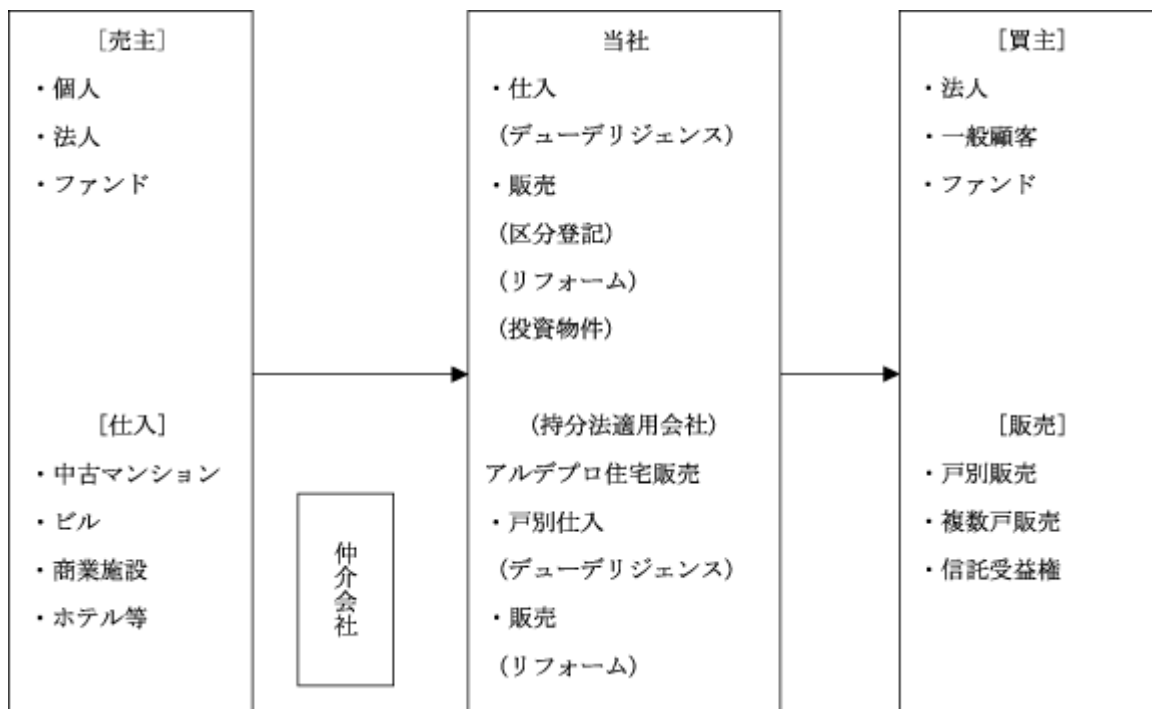 [売主]
・個人
・法人
・ファンド
[仕入]
・中古マンション
・ビル
・商業施設
・ホテル等
仲介会社
当社
・仕入
(デューデリジェンス)
・販売
(区分登記)
(リフォーム)
(投資物件)
(持分法適用会社)
アルデプロ住宅販売
・戸別仕入
(デューデリジェンス)
・販売
(リフォーム)
[買主]
・法人
・一般顧客
・ファンド
[販売]
・戸別販売
・複数戸販売
・信託受益権